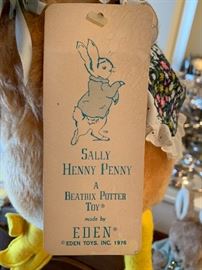 SALLY
HENNY PENNY
A
BEATRIX POTTER
TOY®
made by
EDEN®
©EDEN TOYS, INC. 1976